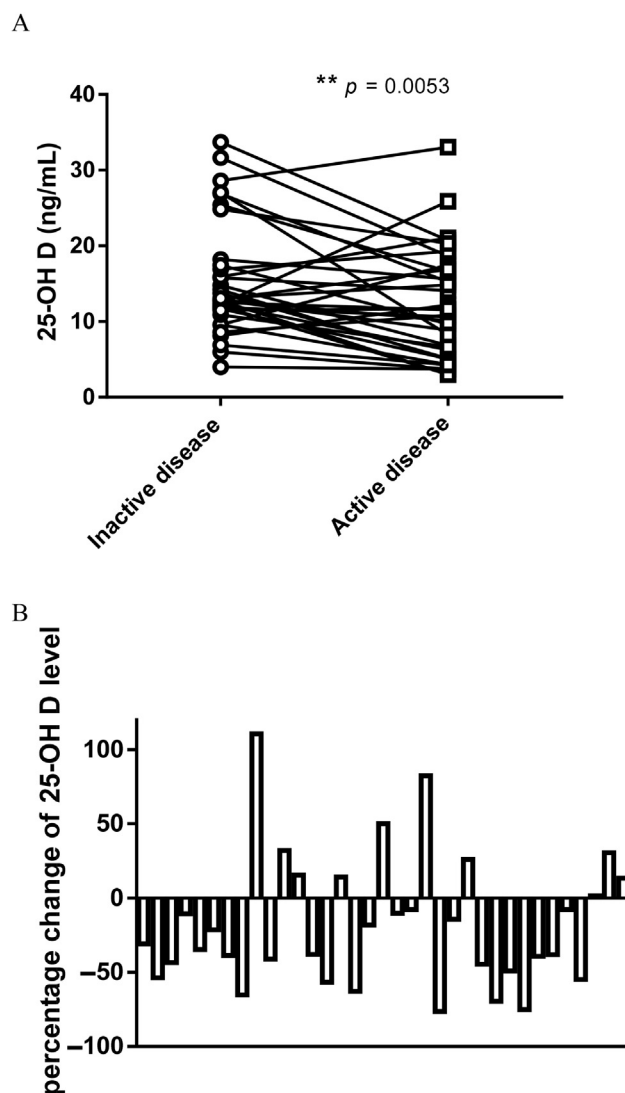 A
** p = 0.0053
40
30
20
10
0
25-OH D (ng/mL)
Inactive disease
Active disease
B
percentage change of 25-OH D level
100
50
0
−50
−100